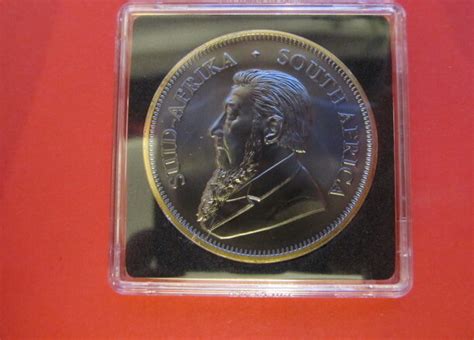 SUID-AFRIKA · SOUTH AFRICA